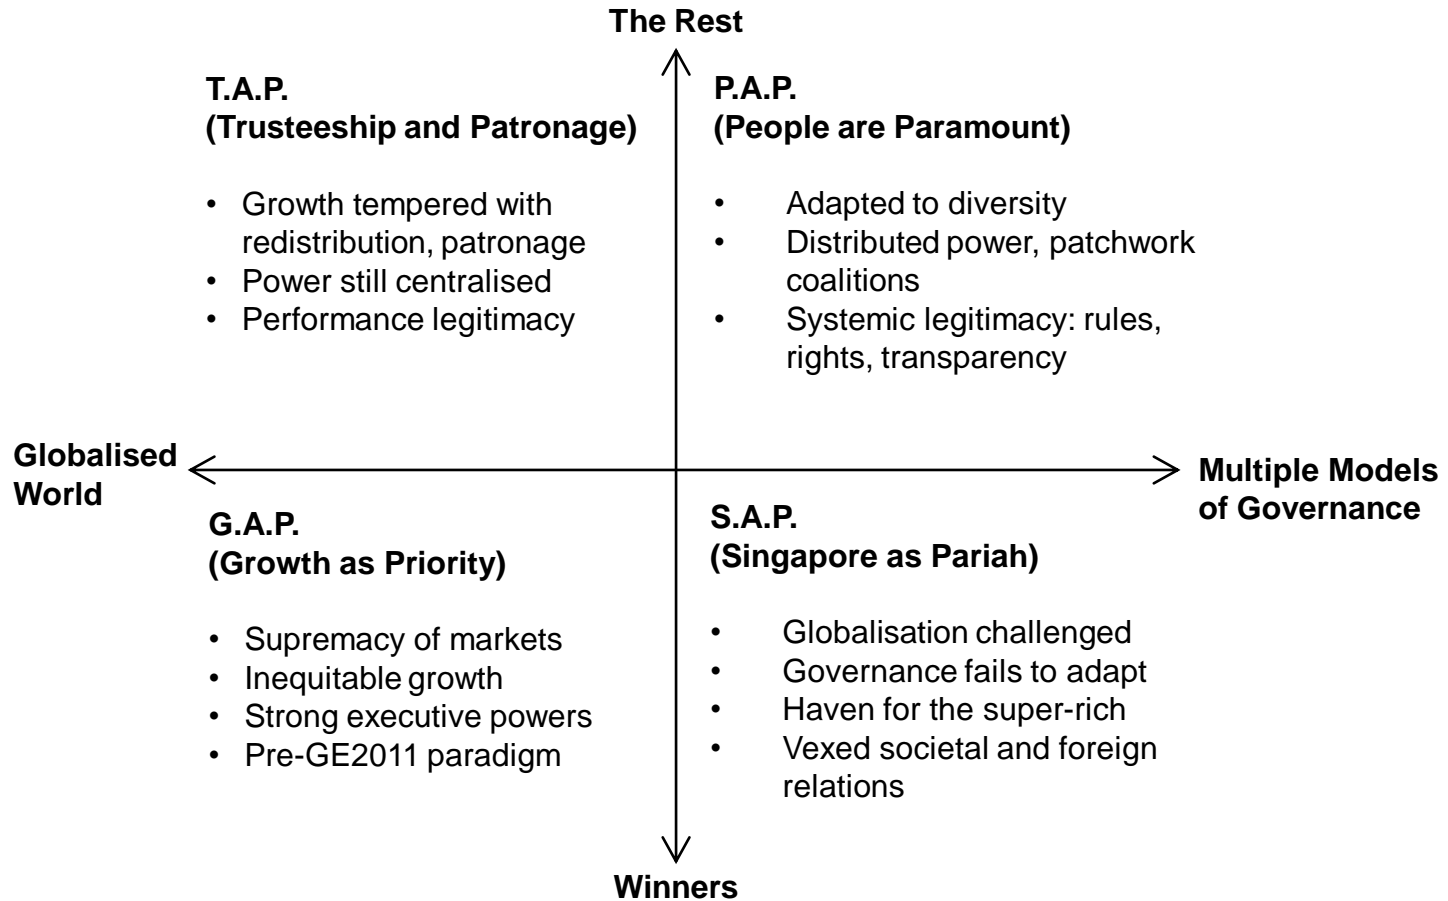 The Rest
T.A.P.
(Trusteeship and Patronage)
• Growth tempered with
redistribution, patronage
• Power still centralised
• Performance legitimacy
P.A.P.
(People are Paramount)
• Adapted to diversity
• Distributed power, patchwork
coalitions
• Systemic legitimacy: rules,
rights, transparency
Globalised
World
Multiple Models
of Governance
G.A.P.
(Growth as Priority)
• Supremacy of markets
• Inequitable growth
• Strong executive powers
• Pre-GE2011 paradigm
S.A.P.
(Singapore as Pariah)
• Globalisation challenged
• Governance fails to adapt
• Haven for the super-rich
• Vexed societal and foreign
relations
Winners